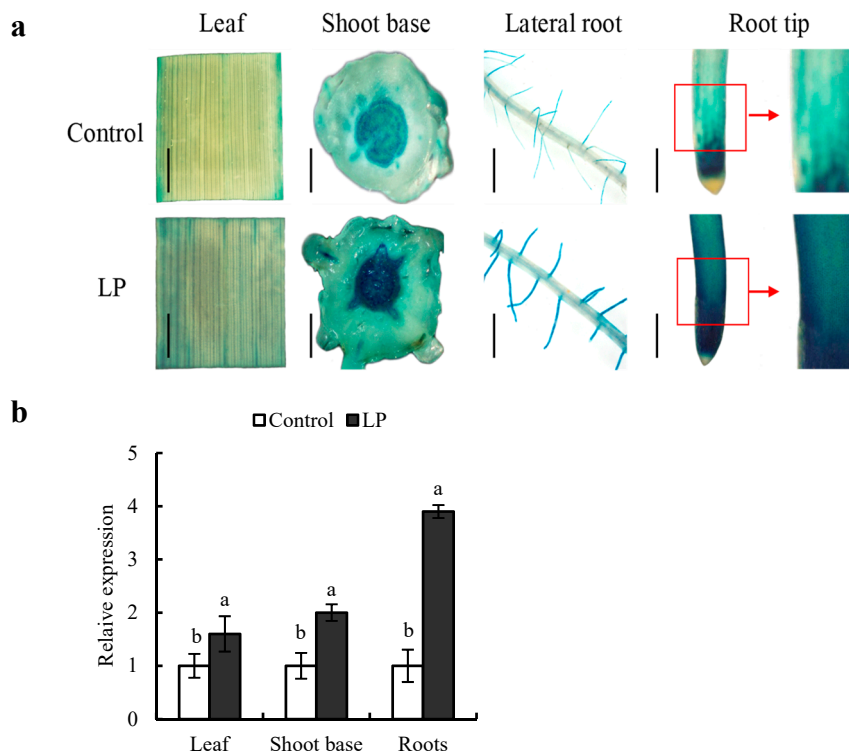 a
Leaf Shoot base Lateral root Root tip
Control
LP
b
Control LP
Relaive expression
5
4
3
2
1
0
b a b a b a
Leaf Shoot base Roots